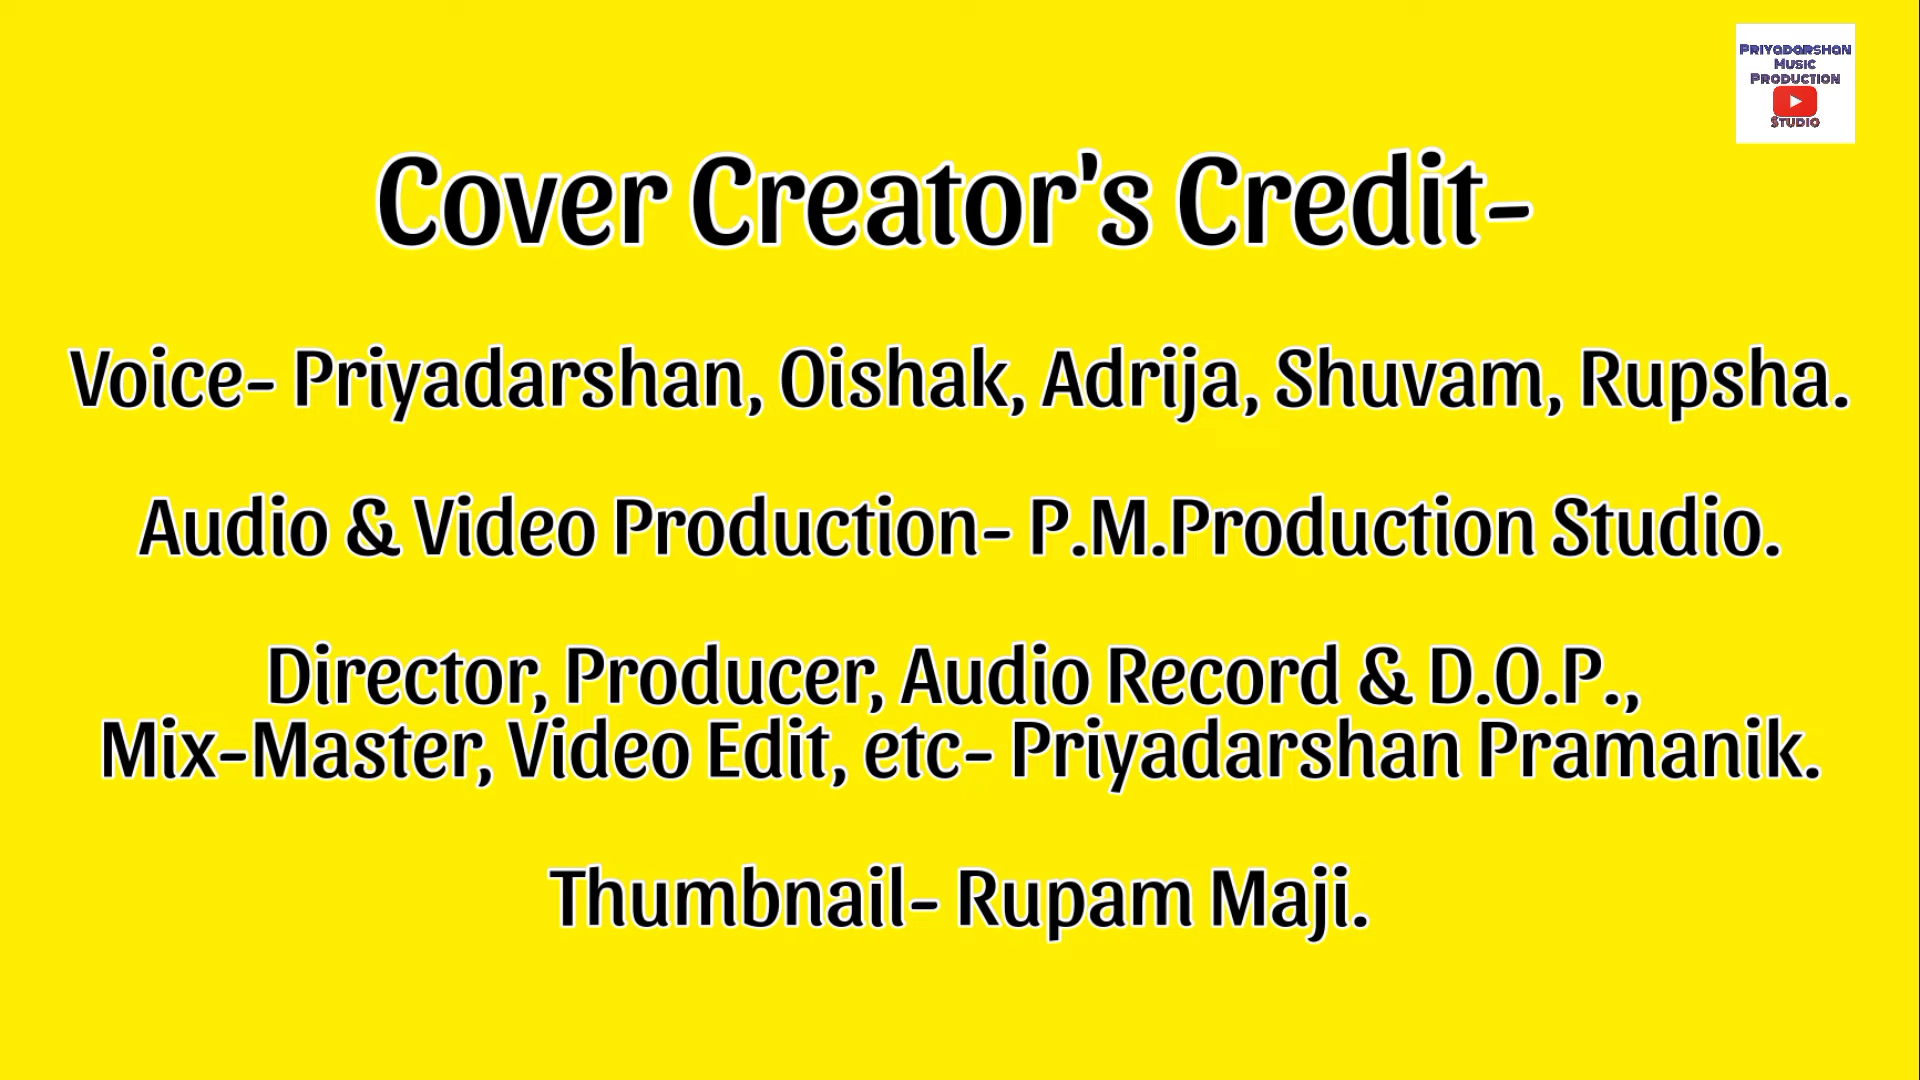 PRIYADARSHAN
MUSIC
PRODUCTION
STUDIO
Cover Creator's Credit-
Voice- Priyadarshan, Oishak, Adrija, Shuvam, Rupsha.
Audio & Video Production- P.M.Production Studio.
Director, Producer, Audio Record & D.O.P.,
Mix-Master, Video Edit, etc- Priyadarshan Pramanik.
Thumbnail- Rupam Maji.